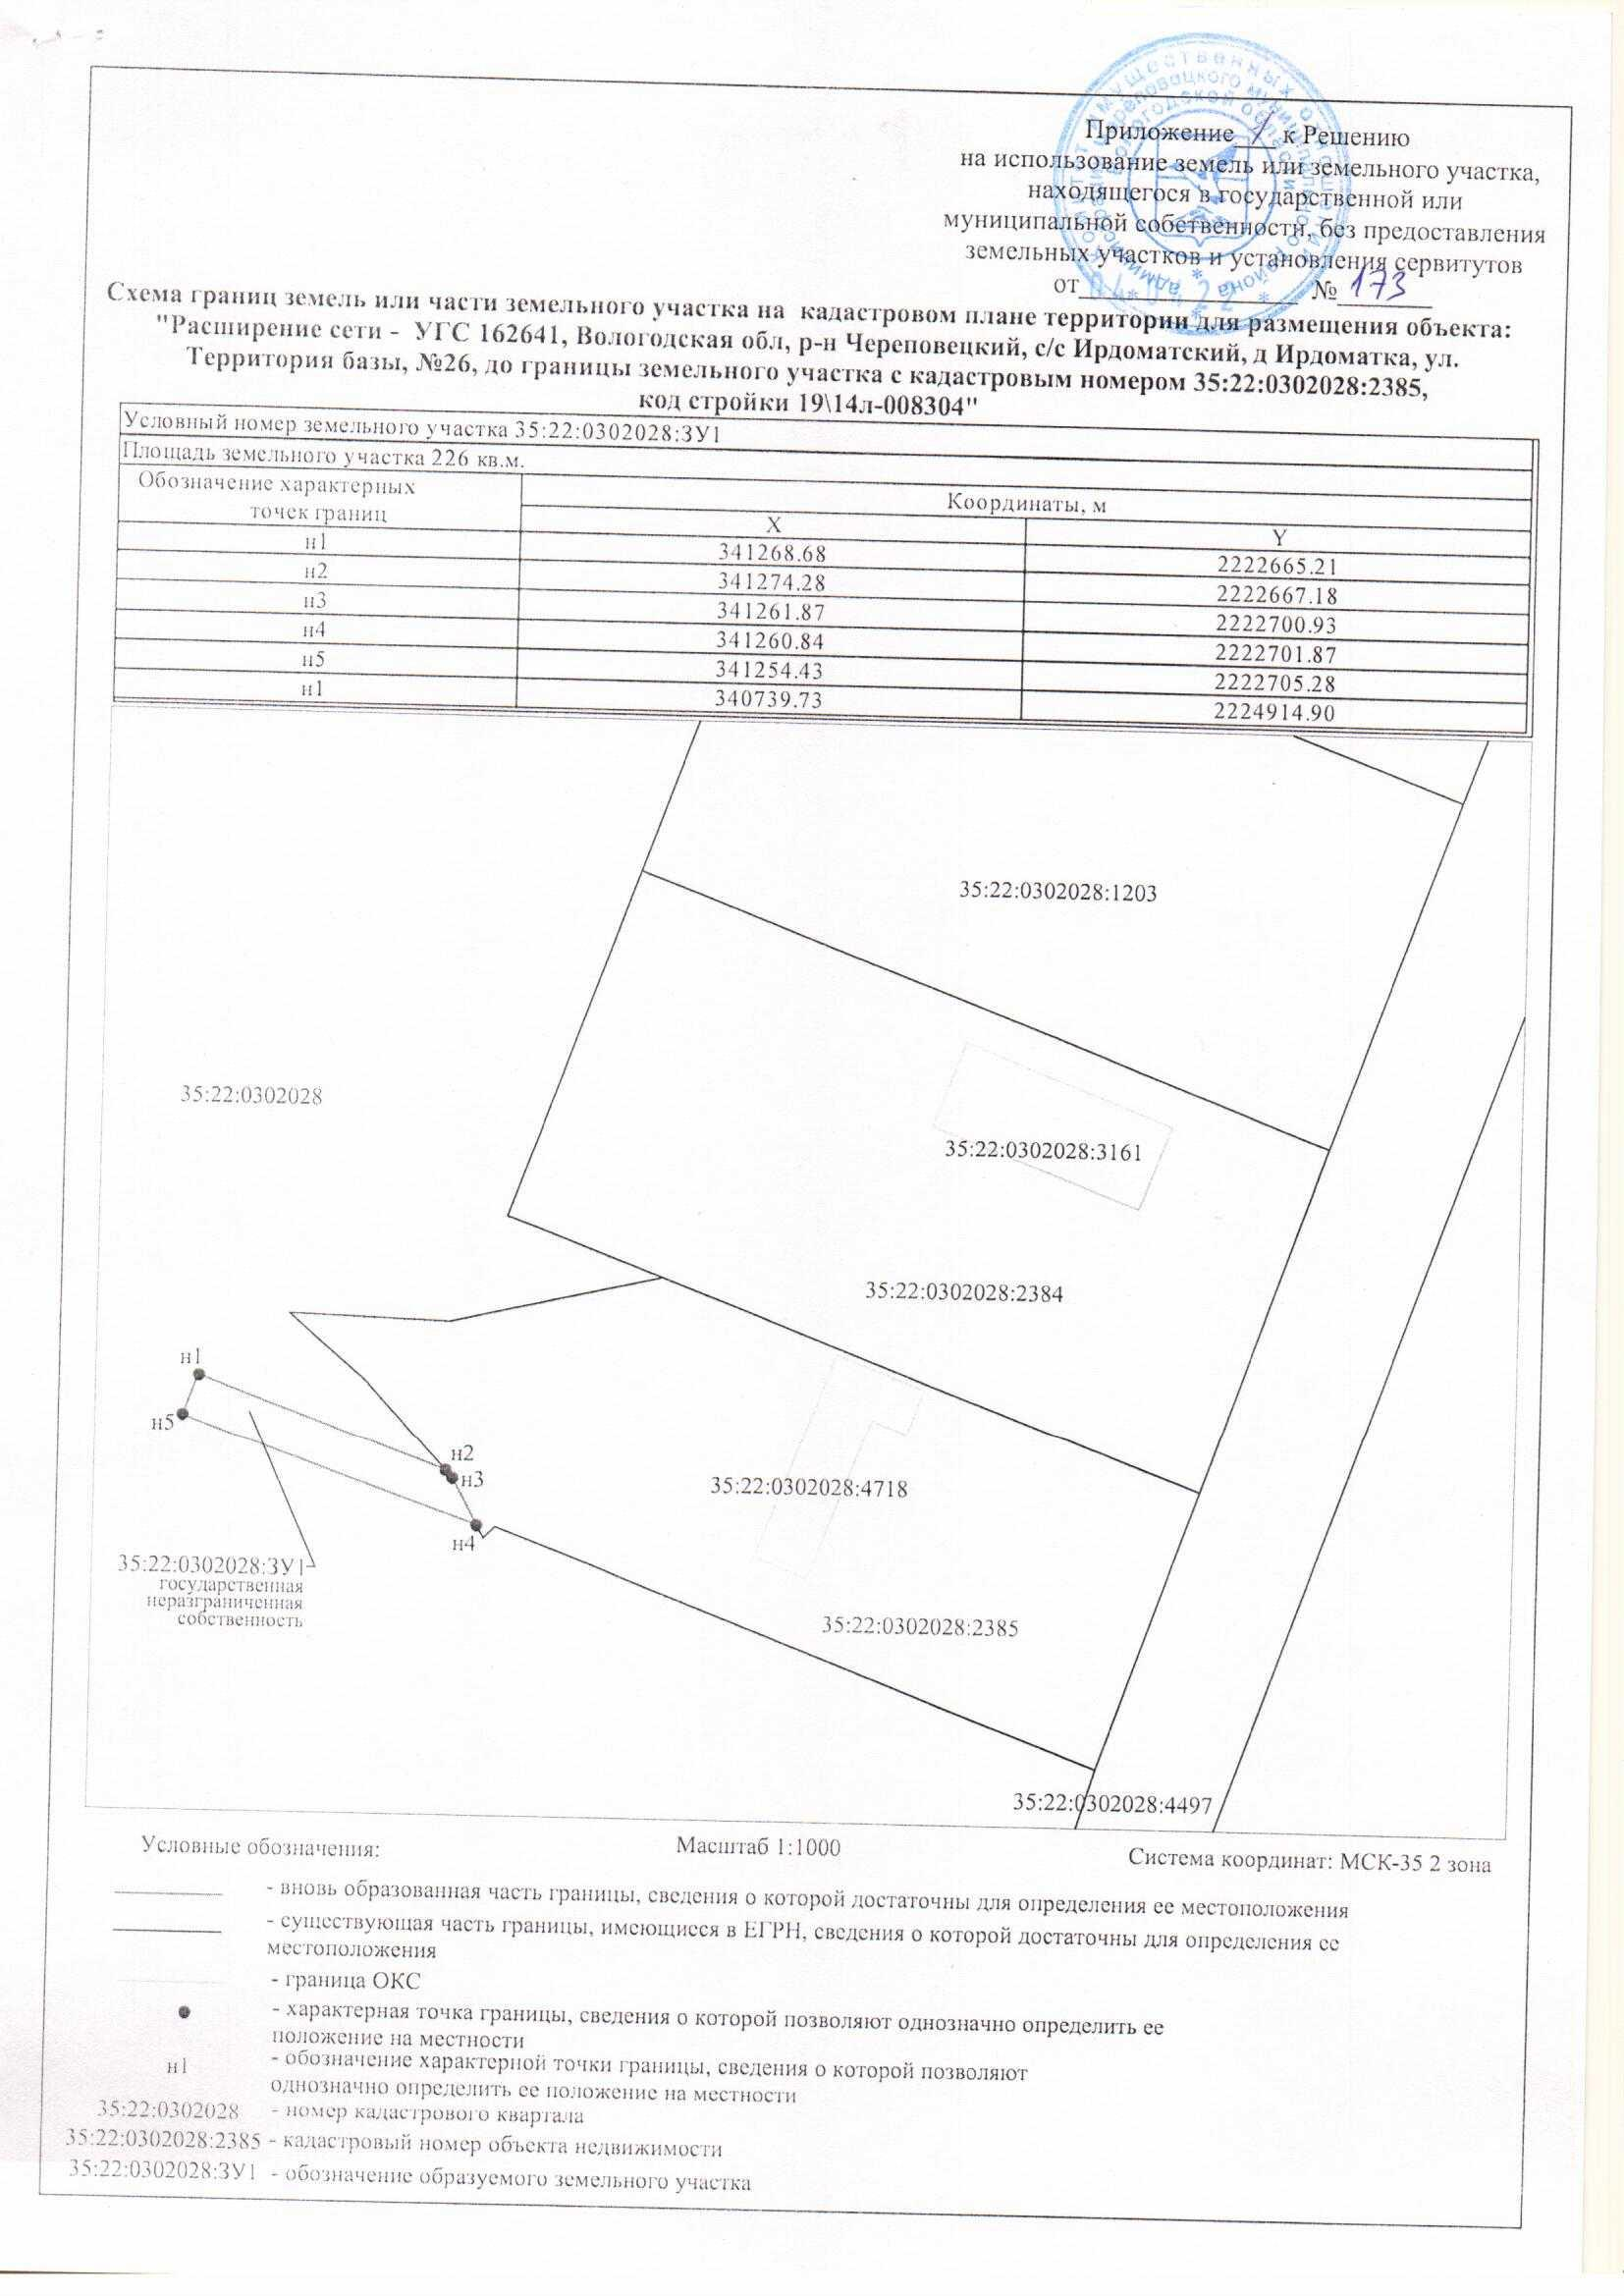 Приложение 1 к Решению
на использование земель или земельного участка,
находящегося в государственной или
муниципальной собственности, без предоставления
земельных участков и установления сервитутов
от 04.04.22 № 173
Схема границ земель или части земельного участка на кадастровом плане территории для размещения объекта:
"Расширение сети - УГС 162641, Вологодская обл, р-н Череповецкий, с/с Ирдоматский, д Ирдоматка, ул.
Территория базы, №26, до границы земельного участка с кадастровым номером 35:22:0302028:2385,
код стройки 19\14л-008304"
Условный номер земельного участка 35:22:0302028:ЗУ1
Площадь земельного участка 226 кв.м.
Обозначение характерных
точек границ
Координаты, м
X Y
н1 341268.68 2222665.21
н2 341274.28 2222667.18
н3 341261.87 2222700.93
н4 341260.84 2222701.87
н5 341254.43 2222705.28
н1 340739.73 2224914.90
35:22:0302028:1203
35:22:0302028
35:22:0302028:3161
35:22:0302028:2384
н1
н5
н2
н3
35:22:0302028:4718
н4
35:22:0302028:ЗУ1
государственная
неразграниченная
собственность
35:22:0302028:2385
35:22:0302028:4497
Условные обозначения:
Масштаб 1:1000
Система координат: МСК-35 2 зона
- вновь образованная часть границы, сведения о которой достаточны для определения ее местоположения
- существующая часть границы, имеющиеся в ЕГРН, сведения о которой достаточны для определения ее
местоположения
- граница ОКС
- характерная точка границы, сведения о которой позволяют однозначно определить ее
положение на местности
н1 - обозначение характерной точки границы, сведения о которой позволяют
однозначно определить ее положение на местности
35:22:0302028 - номер кадастрового квартала
35:22:0302028:2385 - кадастровый номер объекта недвижимости
35:22:0302028:ЗУ1 - обозначение образуемого земельного участка